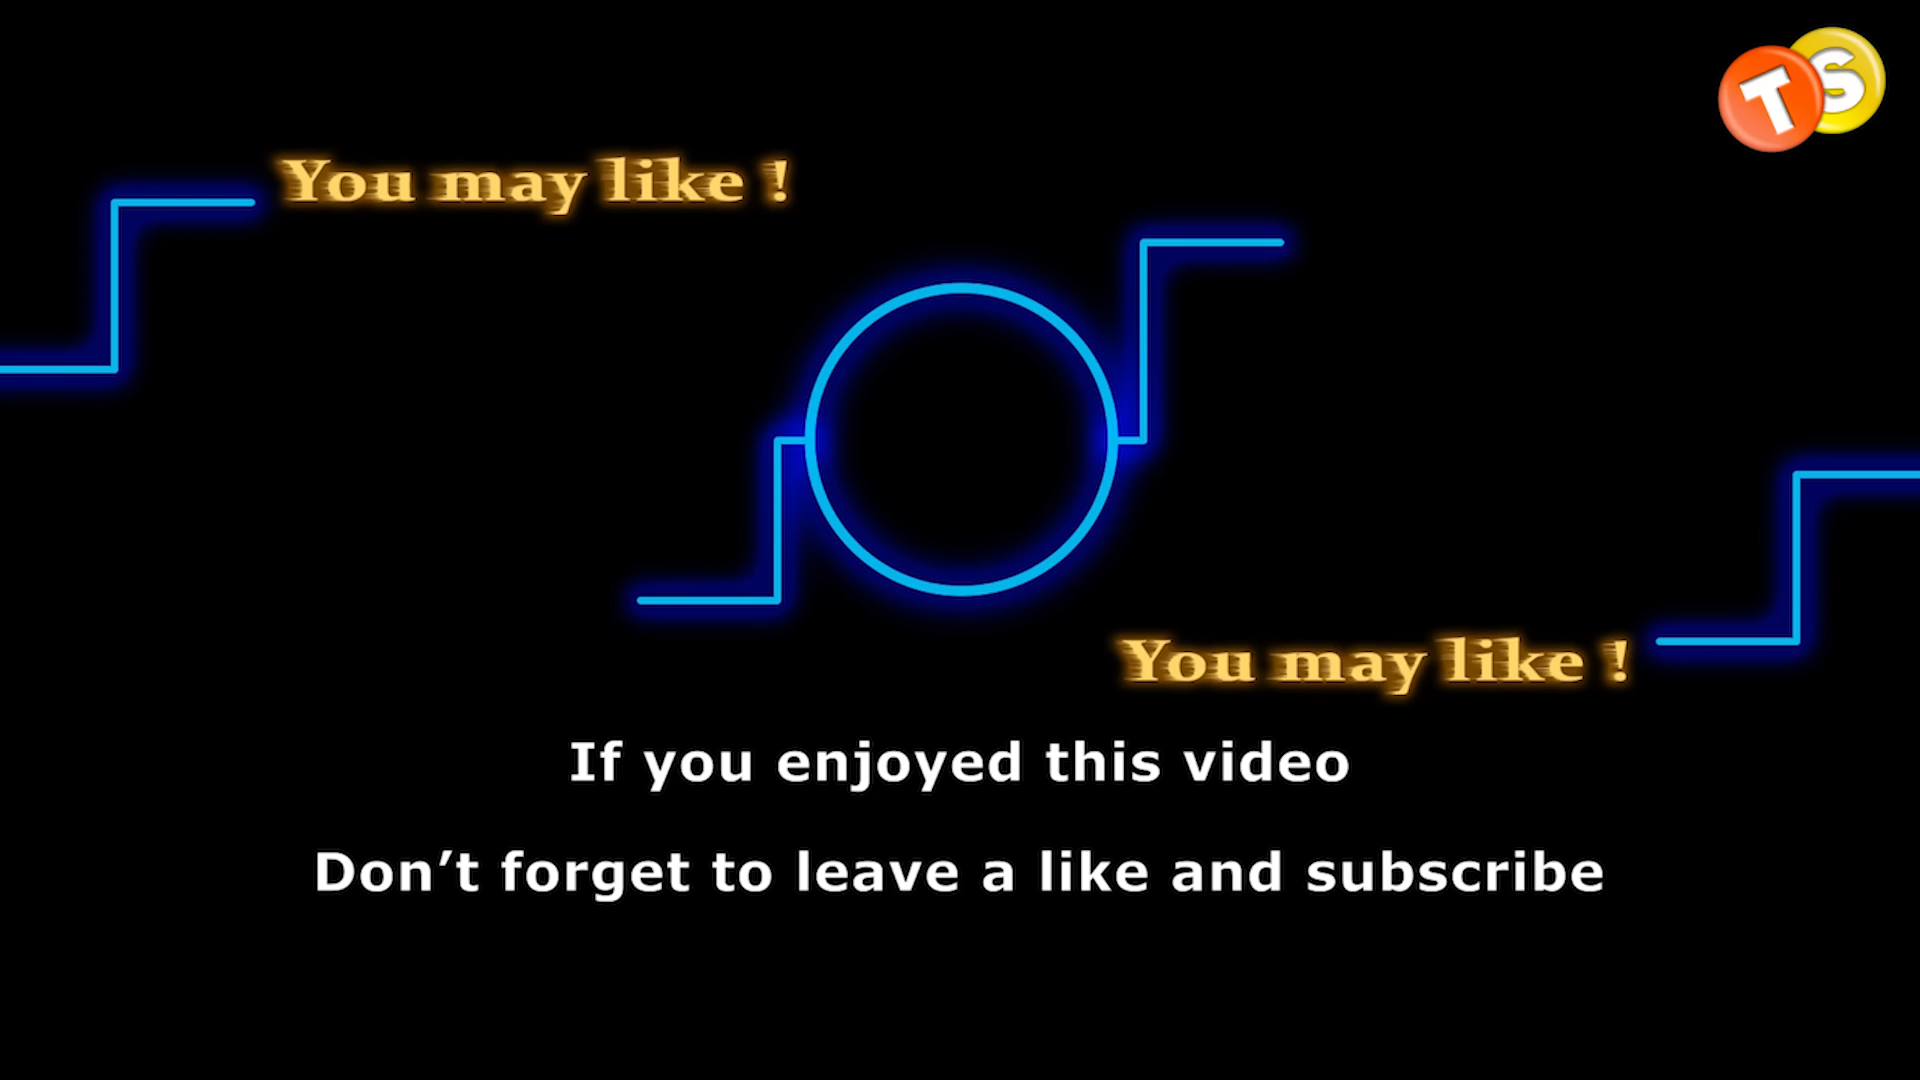 TS
You may like !
You may like !
If you enjoyed this video
Don’t forget to leave a like and subscribe